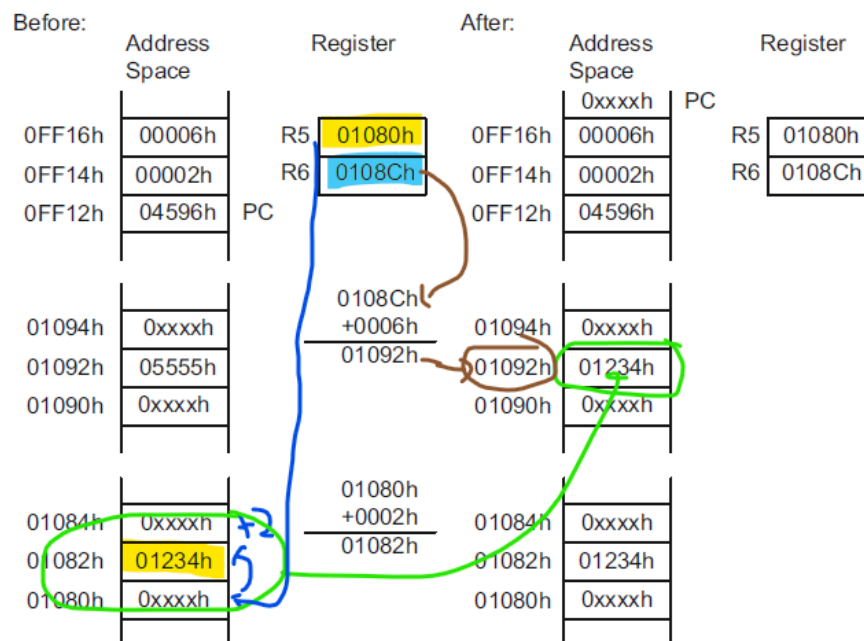 Before:
Address Space
Register
After:
Address Space
Register
0xxxxh PC
0FF16h 00006h R5 01080h 0FF16h 00006h R5 01080h
0FF14h 00002h R6 0108Ch 0FF14h 00002h R6 0108Ch
0FF12h 04596h PC 0FF12h 04596h
0108Ch
01094h 0xxxxh +0006h 01094h 0xxxxh
01092h 05555h 01092h 01092h 01234h
01090h 0xxxxh 01090h 0xxxxh
01080h
01084h 0xxxxh +2 +0002h 01084h 0xxxxh
01082h 01234h 01082h 01082h 01234h
01080h 0xxxxh 01080h 0xxxxh